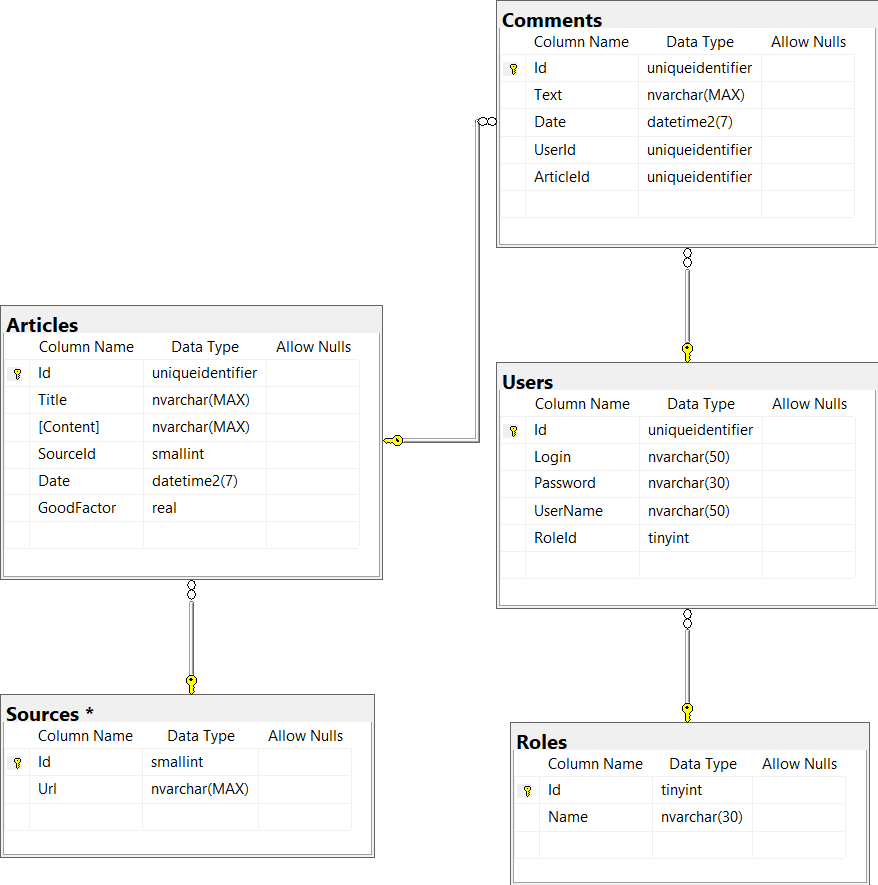 Comments
Column Name Data Type Allow Nulls
Id uniqueidentifier
Text nvarchar(MAX)
Date datetime2(7)
UserId uniqueidentifier
ArticleId uniqueidentifier
Articles
Column Name Data Type Allow Nulls
Id uniqueidentifier
Title nvarchar(MAX)
[Content] nvarchar(MAX)
SourceId smallint
Date datetime2(7)
GoodFactor real
Users
Column Name Data Type Allow Nulls
Id uniqueidentifier
Login nvarchar(50)
Password nvarchar(30)
UserName nvarchar(50)
RoleId tinyint
Sources *
Column Name Data Type Allow Nulls
Id smallint
Url nvarchar(MAX)
Roles
Column Name Data Type Allow Nulls
Id tinyint
Name nvarchar(30)